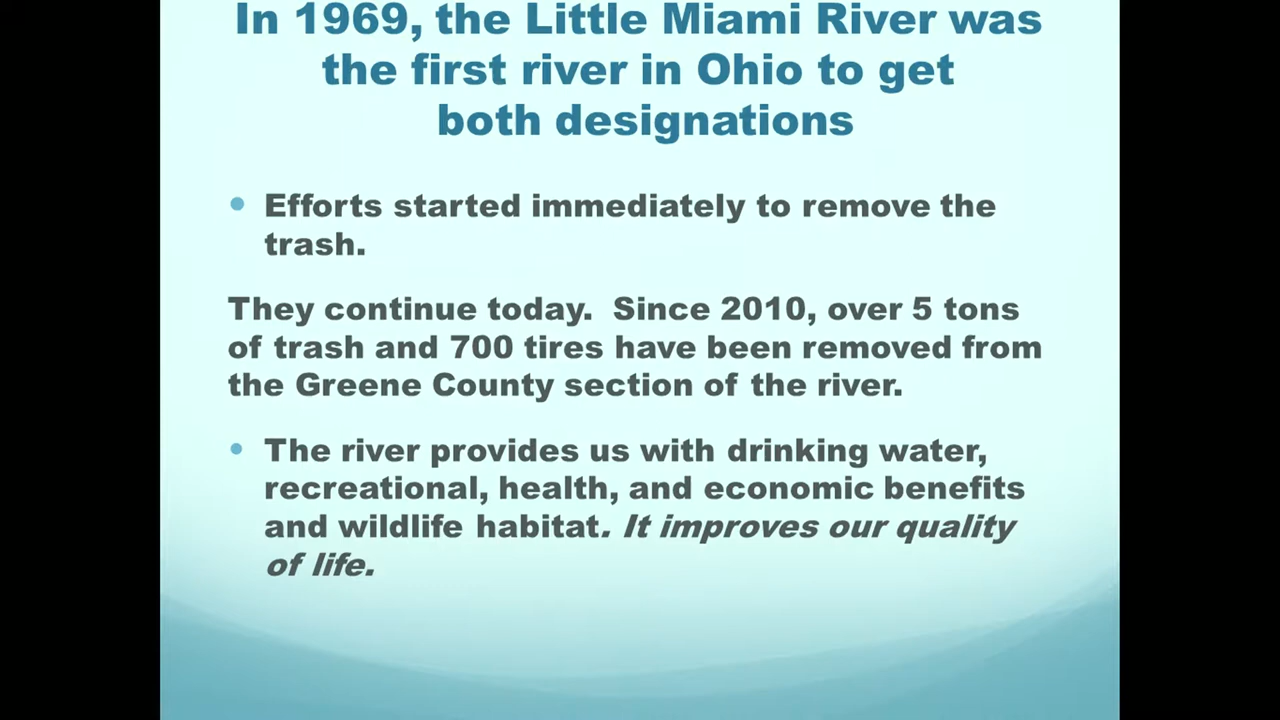 In 1969, the Little Miami River was
the first river in Ohio to get
both designations
• Efforts started immediately to remove the
trash.
They continue today.  Since 2010, over 5 tons
of trash and 700 tires have been removed from
the Greene County section of the river.
• The river provides us with drinking water,
recreational, health, and economic benefits
and wildlife habitat. It improves our quality
of life.